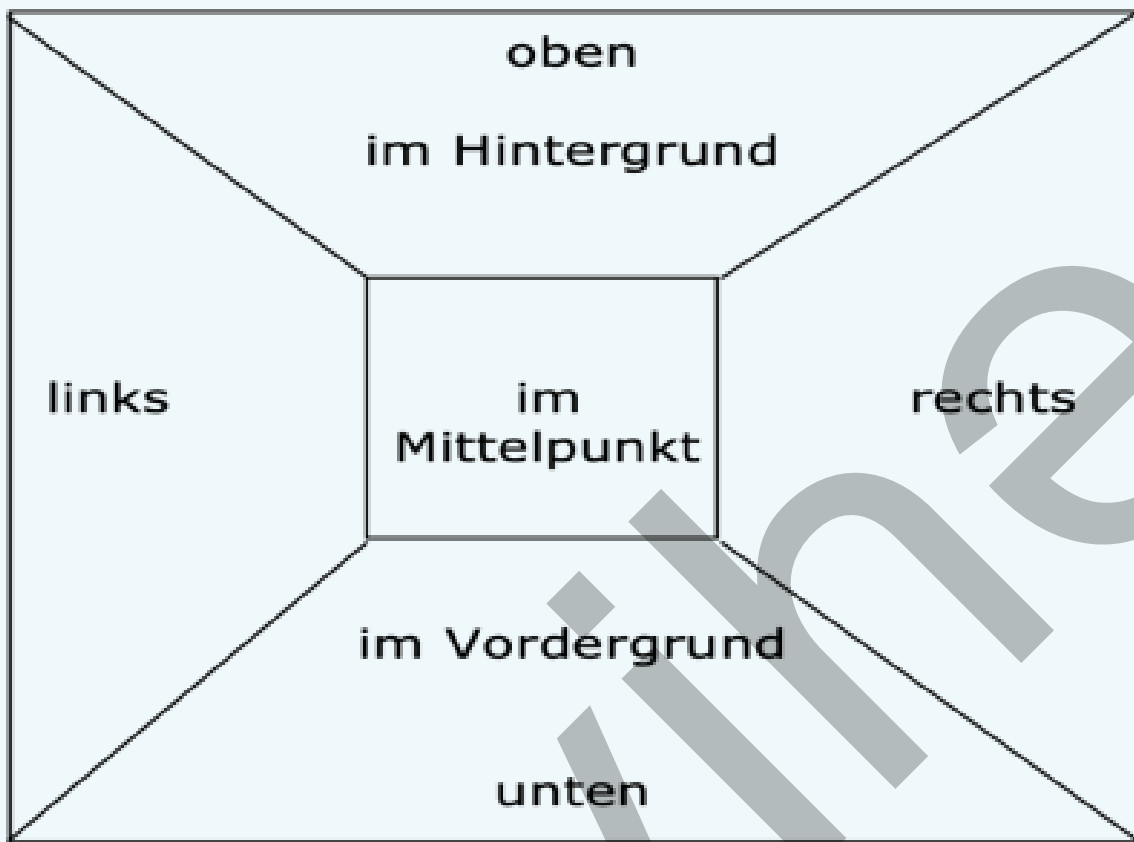 oben
im Hintergrund
links
im
Mittelpunkt
rechts
im Vordergrund
unten